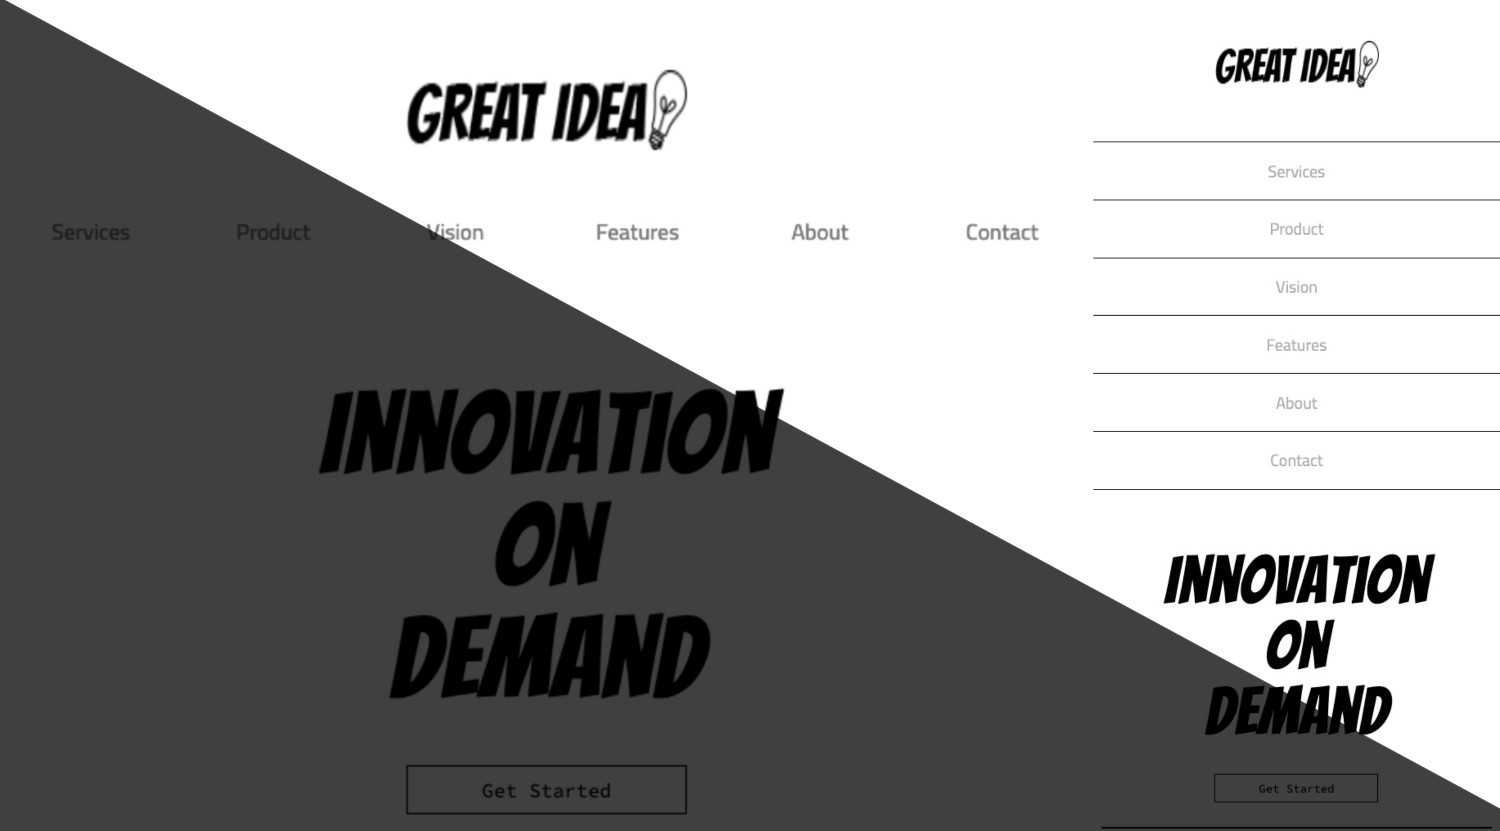 GREAT IDEA
Services Product Vision Features About Contact
INNOVATION
ON
DEMAND
Get Started
GREAT IDEA
Services
Product
Vision
Features
About
Contact
INNOVATION
ON
DEMAND
Get Started